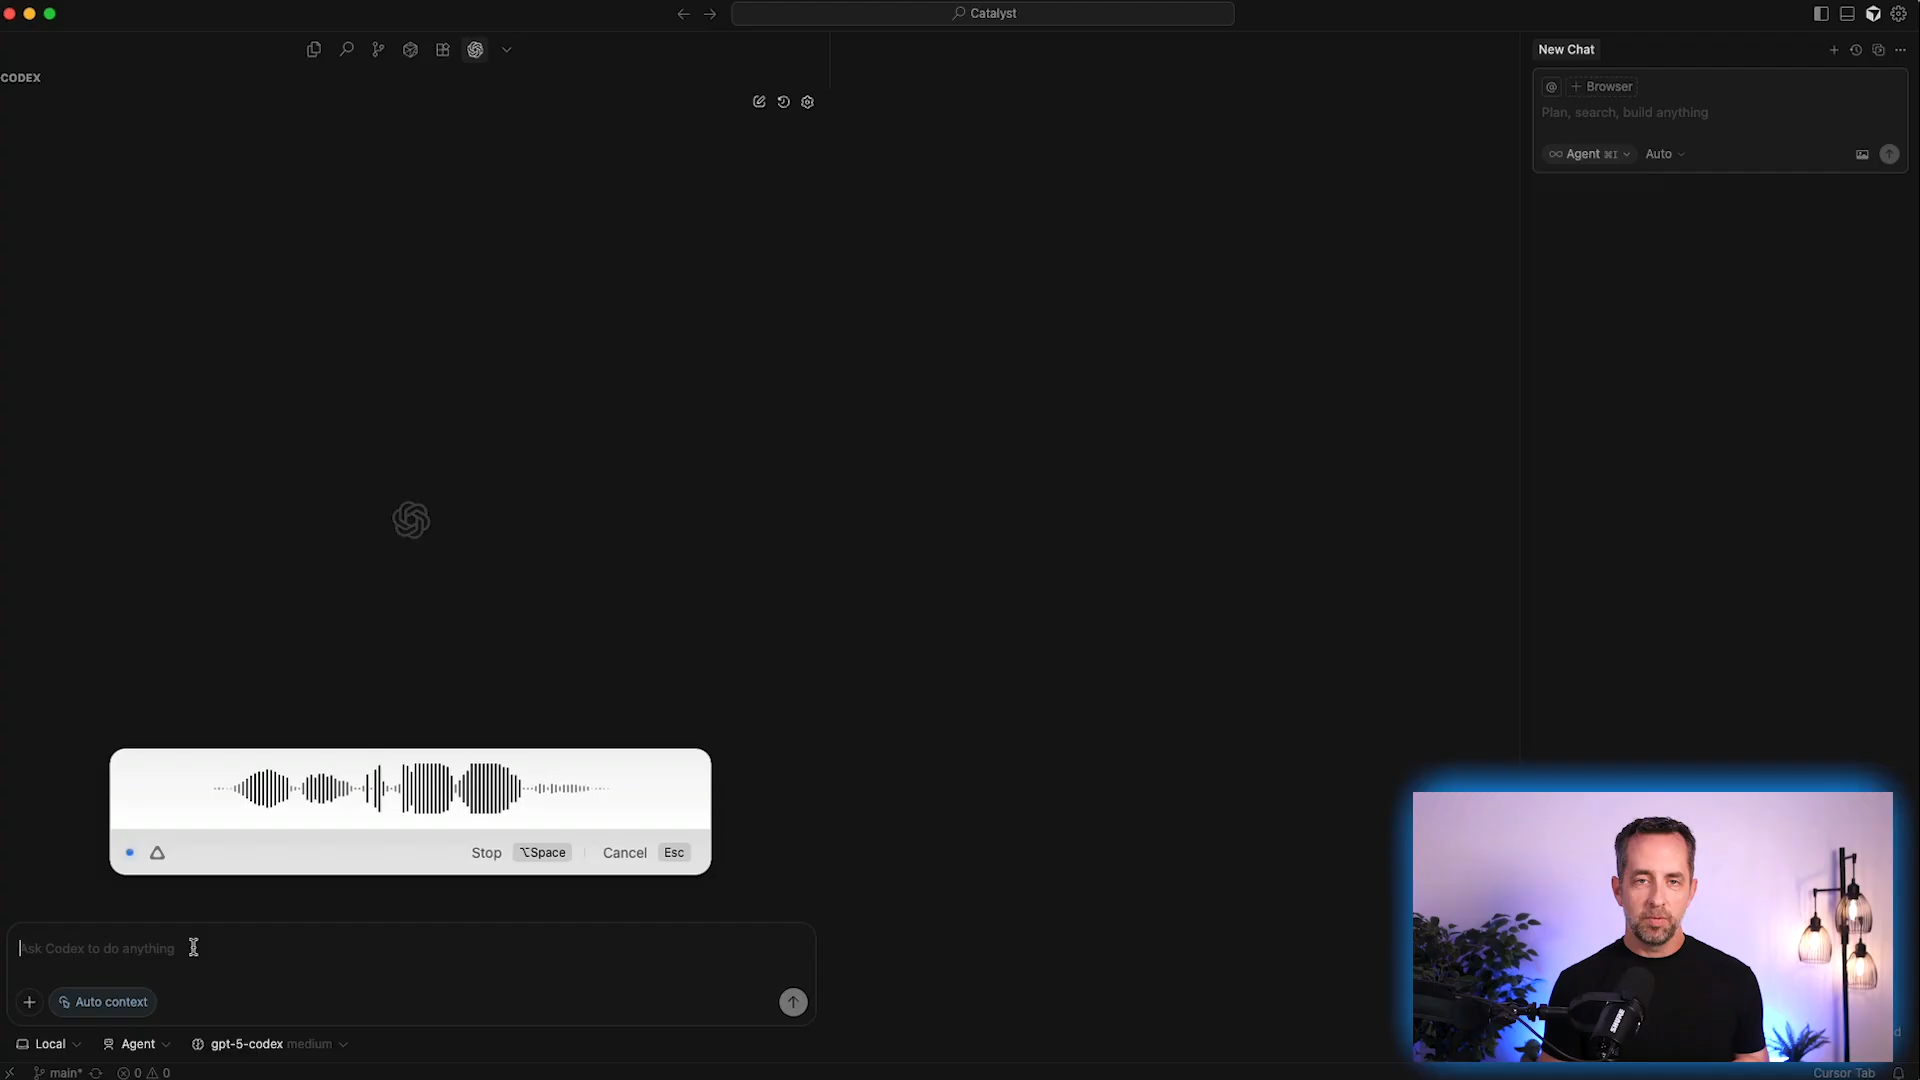 Catalyst
CODEX
New Chat
@ + Browser
Plan, search, build anything
Agent ⌘I Auto
Stop ⌥Space Cancel Esc
Ask Codex to do anything
Auto context
Local Agent gpt-5-codex medium
main* 0 0
Cursor Tab
SHURE